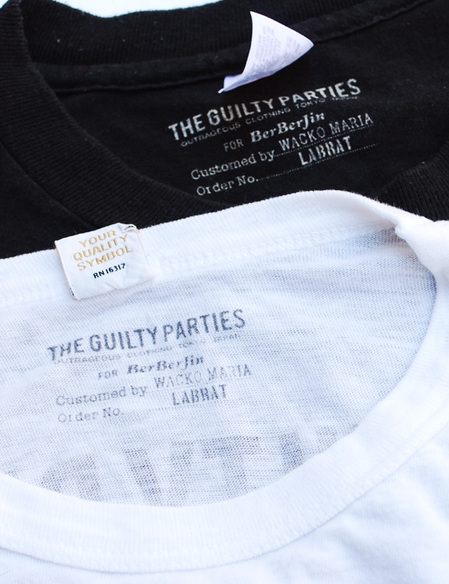 THE GUILTY PARTIES
OUTRAGEOUS CLOTHING TOKYO JAPAN
FOR BerBerJin
Customed by WACKO MARIA
Order No. LABRAT
YOUR
QUALITY
SYMBOL
RN16317
THE GUILTY PARTIES
OUTRAGEOUS CLOTHING TOKYO JAPAN
FOR BerBerJin
Customed by WACKO MARIA
Order No. LABRAT